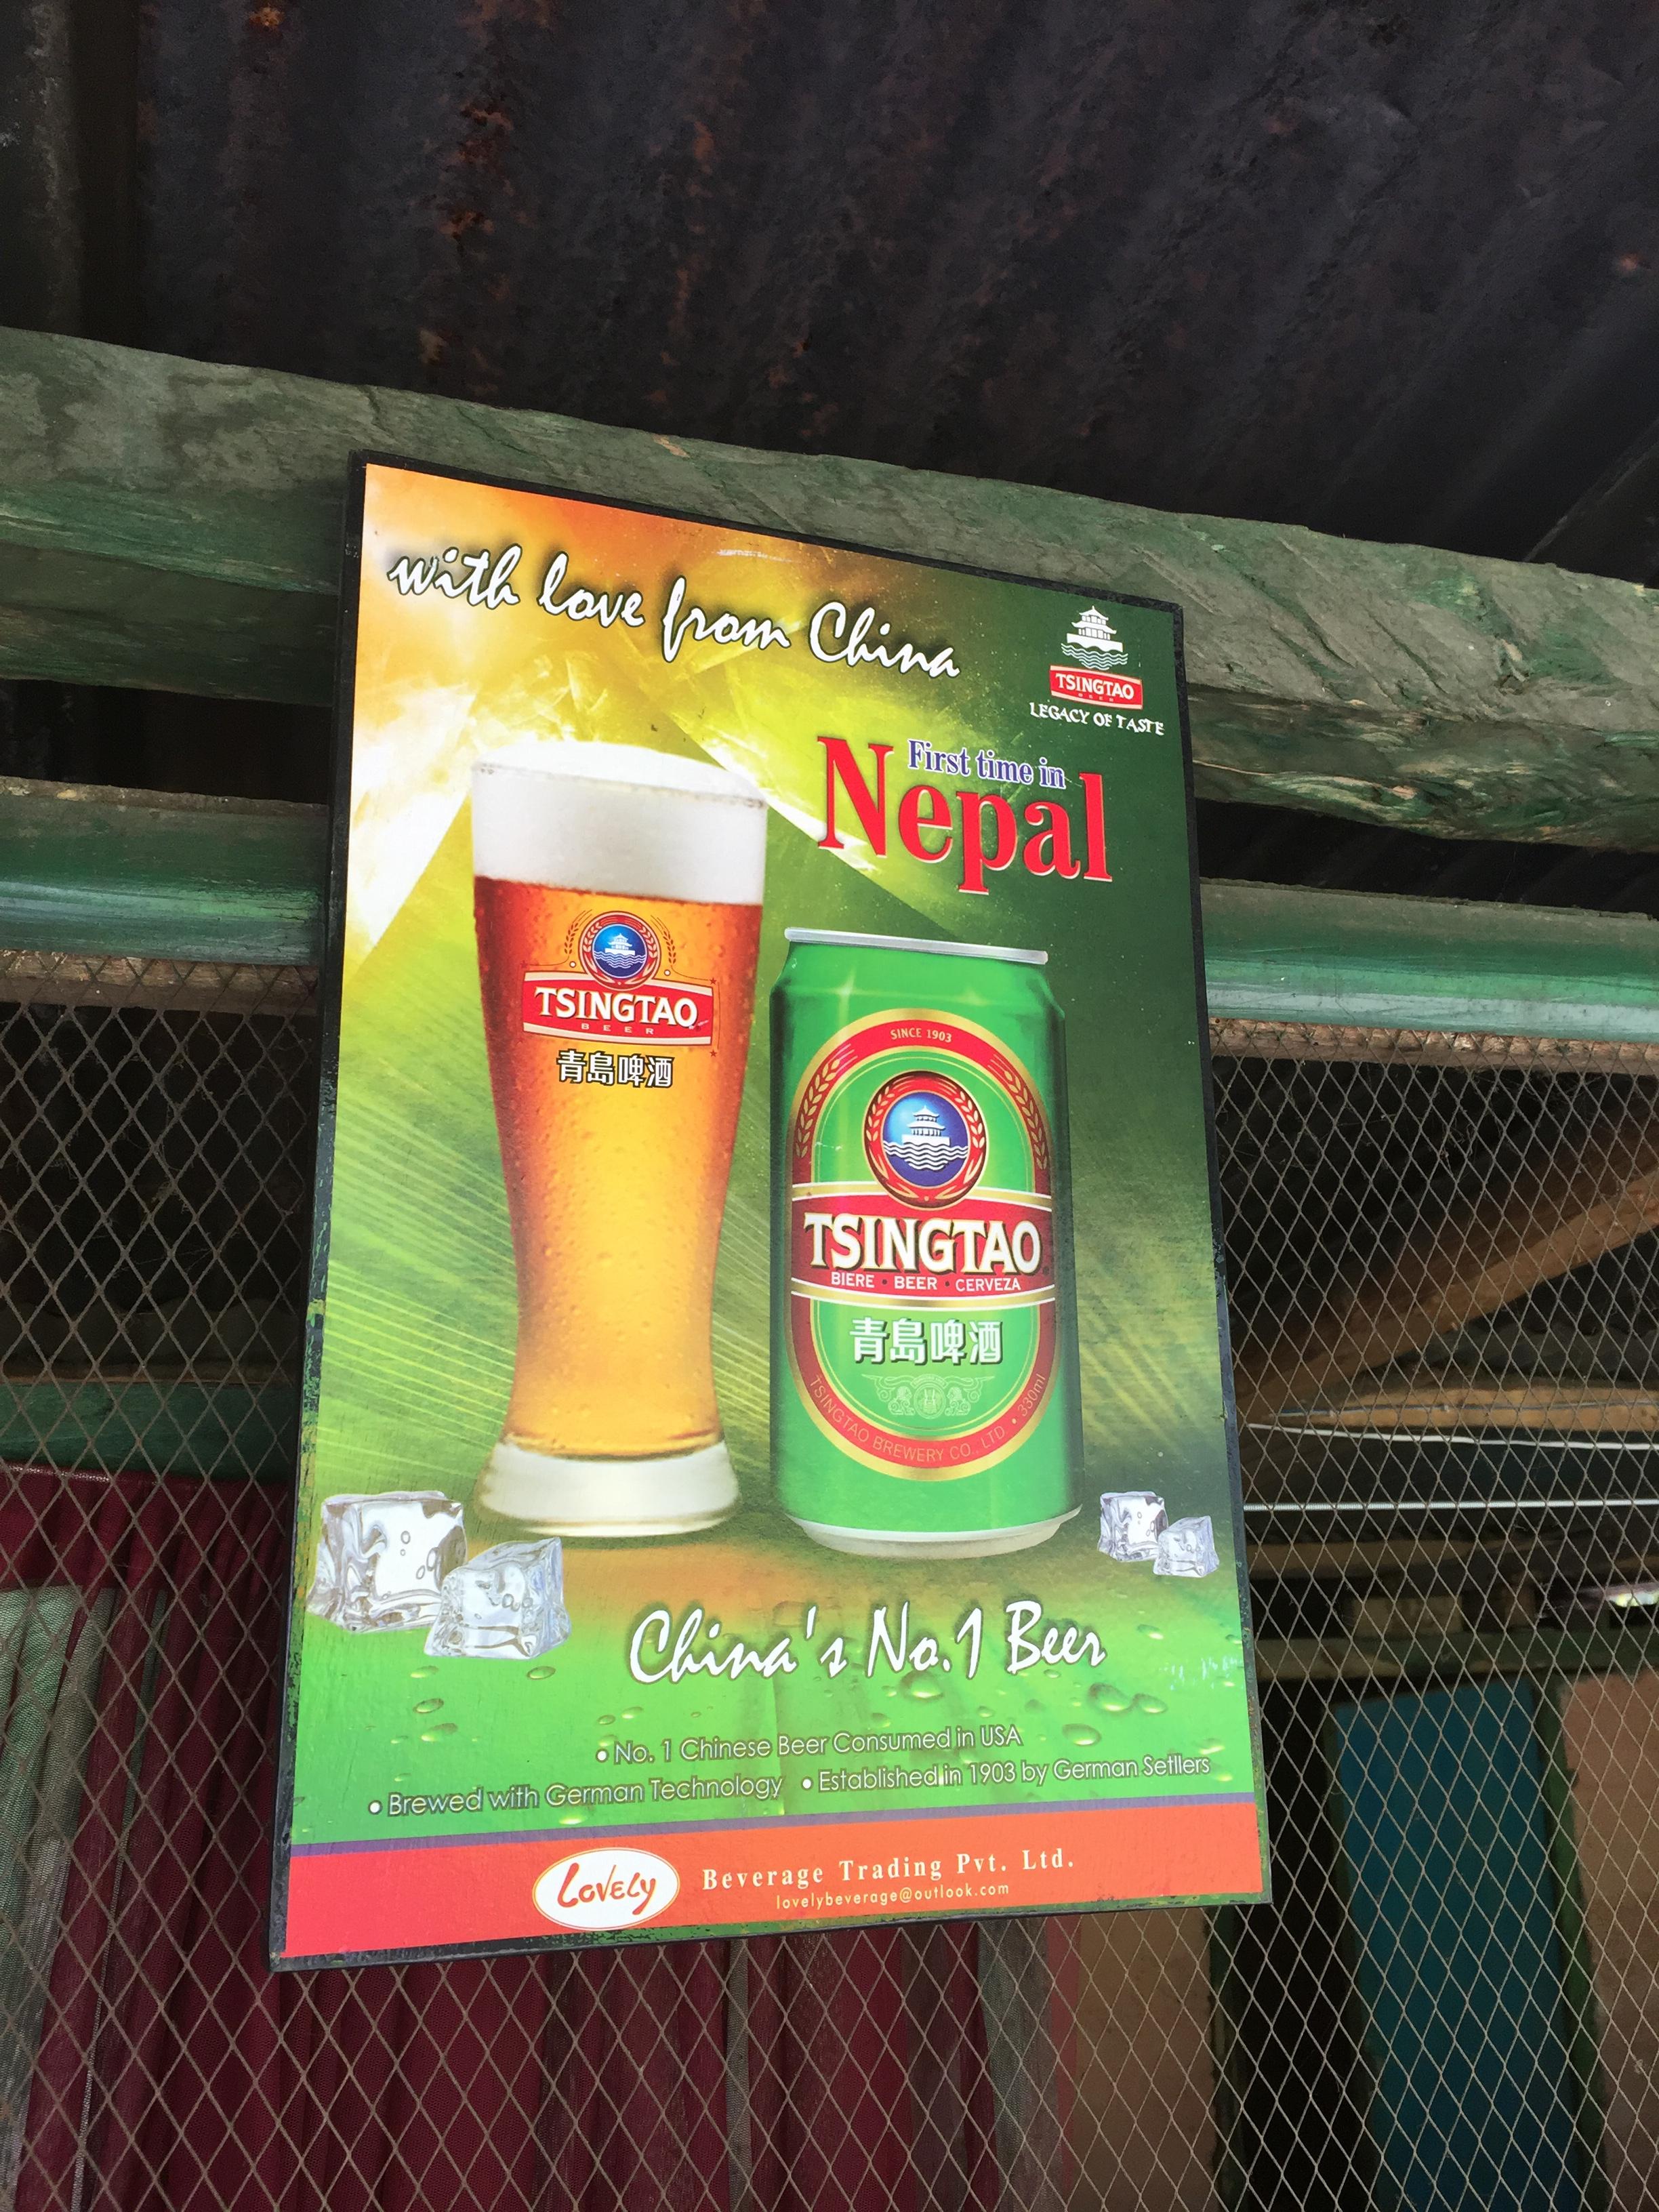 with love from China
TSINGTAO
BEER
LEGACY OF TASTE
First time in
Nepal
TSINGTAO
BEER
青島啤酒
SINCE 1903
TSINGTAO
BIERE • BEER • CERVEZA
青島啤酒
TSINGTAO BREWERY CO., LTD • 330ml
China's No.1 Beer
• No. 1 Chinese Beer Consumed in USA
• Brewed with German Technology • Established in 1903 by German Setllers
Lovely Beverage Trading Pvt. Ltd.
lovelybeverage@outlook.com